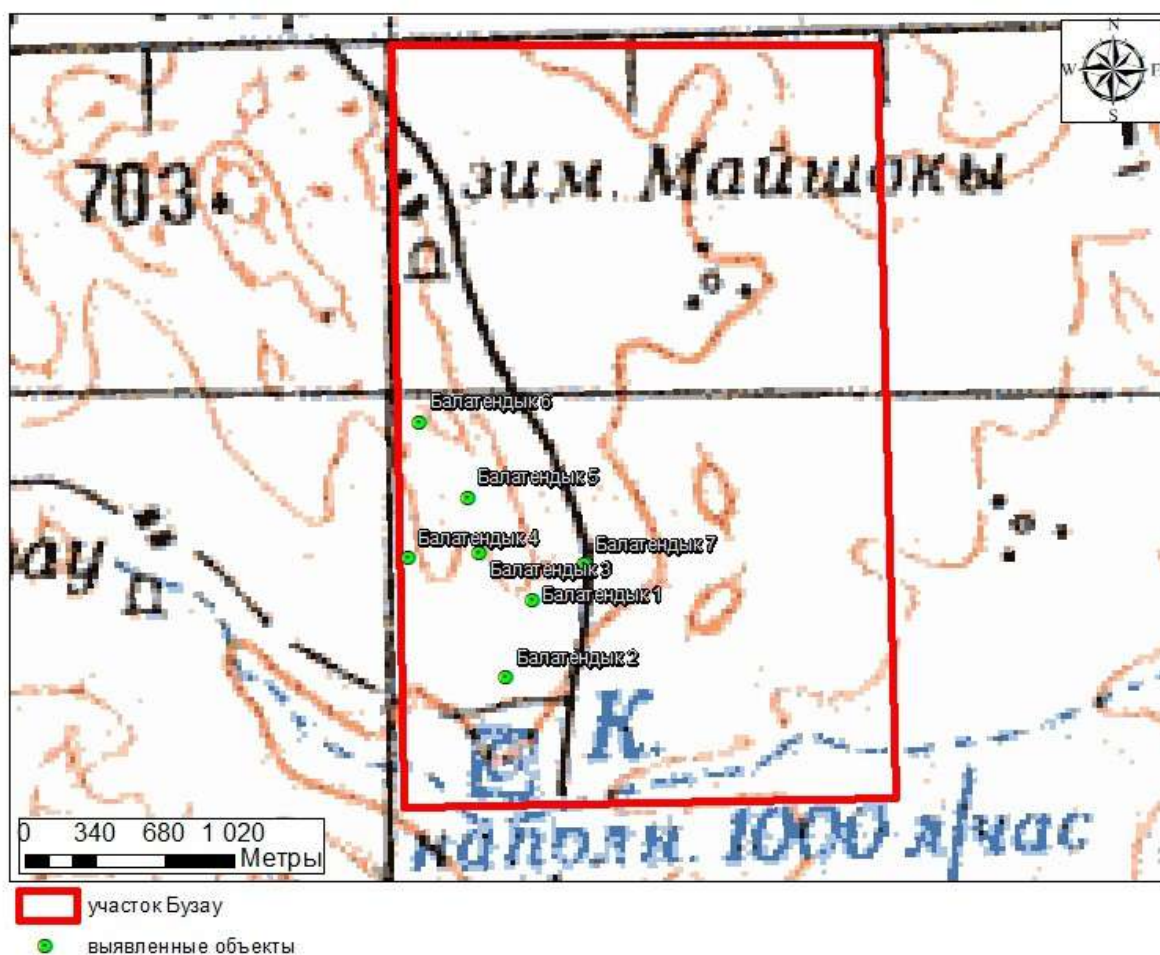 N
W E
S
703
зим. Майшоны
Балатендык 6
Балатендык 5
Балатендык 4
Балатендык 7
Балатендык 3
Балатендык 1
Балатендык 2
К.
наполн. 1000 л/час
0 340 680 1 020
Метры
участок Бузау
выявленные объекты